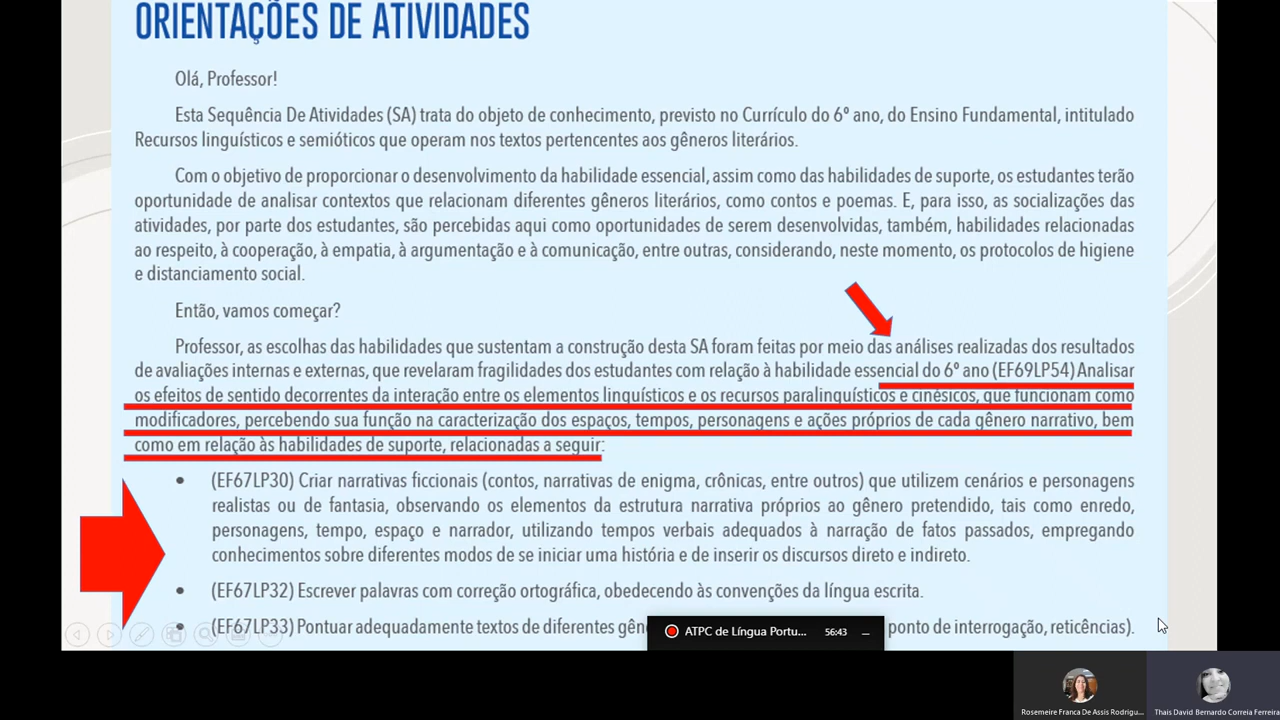 ORIENTAÇÕES DE ATIVIDADES
Olá, Professor!
Esta Sequência De Atividades (SA) trata do objeto de conhecimento, previsto no Currículo do 6º ano, do Ensino Fundamental, intitulado
Recursos linguísticos e semióticos que operam nos textos pertencentes aos gêneros literários.
Com o objetivo de proporcionar o desenvolvimento da habilidade essencial, assim como das habilidades de suporte, os estudantes terão
oportunidade de analisar contextos que relacionam diferentes gêneros literários, como contos e poemas. E, para isso, as socializações das
atividades, por parte dos estudantes, são percebidas aqui como oportunidades de serem desenvolvidas, também, habilidades relacionadas
ao respeito, à cooperação, à empatia, à argumentação e à comunicação, entre outras, considerando, neste momento, os protocolos de higiene
e distanciamento social.
Então, vamos começar?
Professor, as escolhas das habilidades que sustentam a construção desta SA foram feitas por meio das análises realizadas dos resultados
de avaliações internas e externas, que revelaram fragilidades dos estudantes com relação à habilidade essencial do 6º ano (EF69LP54) Analisar
os efeitos de sentido decorrentes da interação entre os elementos linguísticos e os recursos paralinguísticos e cinésicos, que funcionam como
modificadores, percebendo sua função na caracterização dos espaços, tempos, personagens e ações próprios de cada gênero narrativo, bem
como em relação às habilidades de suporte, relacionadas a seguir:
• (EF67LP30) Criar narrativas ficcionais (contos, narrativas de enigma, crônicas, entre outros) que utilizem cenários e personagens
realistas ou de fantasia, observando os elementos da estrutura narrativa próprios ao gênero pretendido, tais como enredo,
personagens, tempo, espaço e narrador, utilizando tempos verbais adequados à narração de fatos passados, empregando
conhecimentos sobre diferentes modos de se iniciar uma história e de inserir os discursos direto e indireto.
• (EF67LP32) Escrever palavras com correção ortográfica, obedecendo às convenções da língua escrita.
• (EF67LP33) Pontuar adequadamente textos de diferentes ponto de interrogação, reticências).
ATPC de Língua Portu... 56:43
Rosemeire Franca De Assis Rodrigu...
Thais David Bernardo Correia Ferreira